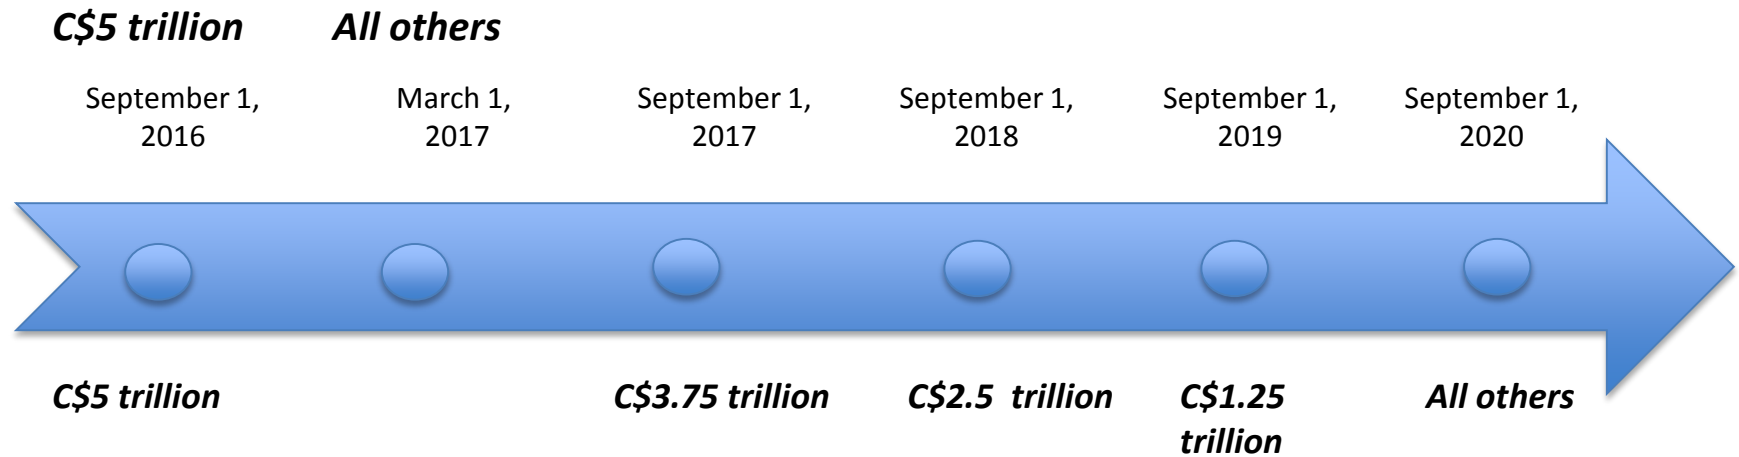 C$5 trillion All others
September 1, March 1, September 1, September 1, September 1, September 1,
2016 2017 2017 2018 2019 2020
C$5 trillion C$3.75 trillion C$2.5 trillion C$1.25 All others
trillion